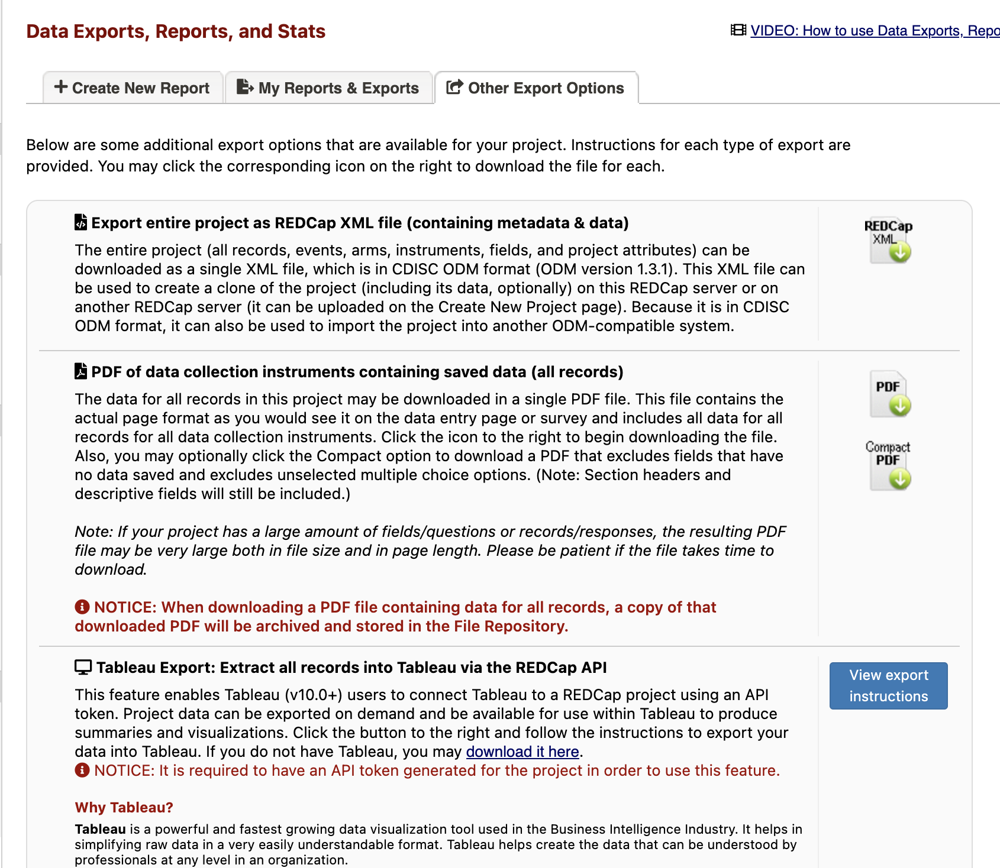 Data Exports, Reports, and Stats
VIDEO: How to use Data Exports, Repo
Create New Report
My Reports & Exports
Other Export Options
Below are some additional export options that are available for your project. Instructions for each type of export are
provided. You may click the corresponding icon on the right to download the file for each.
Export entire project as REDCap XML file (containing metadata & data)
The entire project (all records, events, arms, instruments, fields, and project attributes) can be
downloaded as a single XML file, which is in CDISC ODM format (ODM version 1.3.1). This XML file can
be used to create a clone of the project (including its data, optionally) on this REDCap server or on
another REDCap server (it can be uploaded on the Create New Project page). Because it is in CDISC
ODM format, it can also be used to import the project into another ODM-compatible system.
REDCap
XML
PDF of data collection instruments containing saved data (all records)
The data for all records in this project may be downloaded in a single PDF file. This file contains the
actual page format as you would see it on the data entry page or survey and includes all data for all
records for all data collection instruments. Click the icon to the right to begin downloading the file.
Also, you may optionally click the Compact option to download a PDF that excludes fields that have
no data saved and excludes unselected multiple choice options. (Note: Section headers and
descriptive fields will still be included.)
Note: If your project has a large amount of fields/questions or records/responses, the resulting PDF
file may be very large both in file size and in page length. Please be patient if the file takes time to
download.
NOTICE: When downloading a PDF file containing data for all records, a copy of that
downloaded PDF will be archived and stored in the File Repository.
PDF
Compact
PDF
Tableau Export: Extract all records into Tableau via the REDCap API
This feature enables Tableau (v10.0+) users to connect Tableau to a REDCap project using an API
token. Project data can be exported on demand and be available for use within Tableau to produce
summaries and visualizations. Click the button to the right and follow the instructions to export your
data into Tableau. If you do not have Tableau, you may download it here.
NOTICE: It is required to have an API token generated for the project in order to use this feature.
Why Tableau?
Tableau is a powerful and fastest growing data visualization tool used in the Business Intelligence Industry. It helps in
simplifying raw data in a very easily understandable format. Tableau helps create the data that can be understood by
professionals at any level in an organization.
View export
instructions